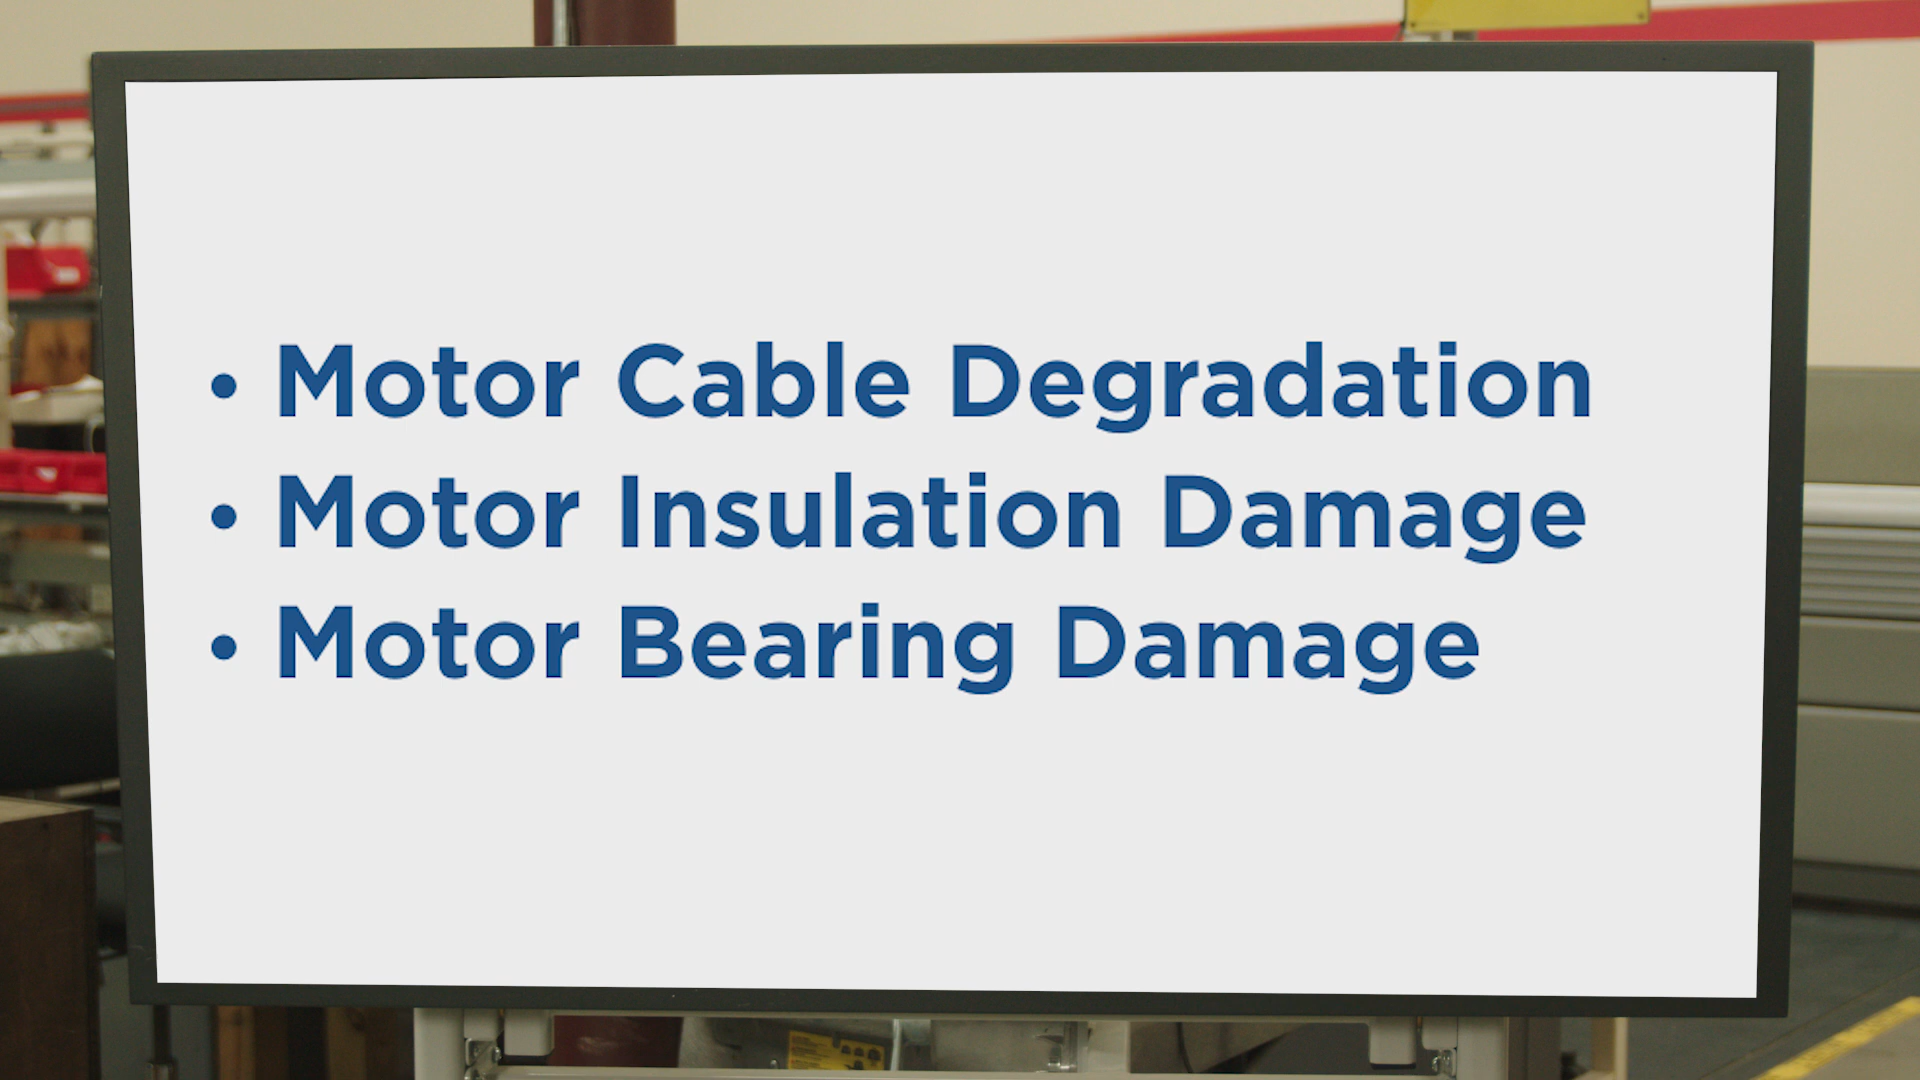 • Motor Cable Degradation
• Motor Insulation Damage
• Motor Bearing Damage